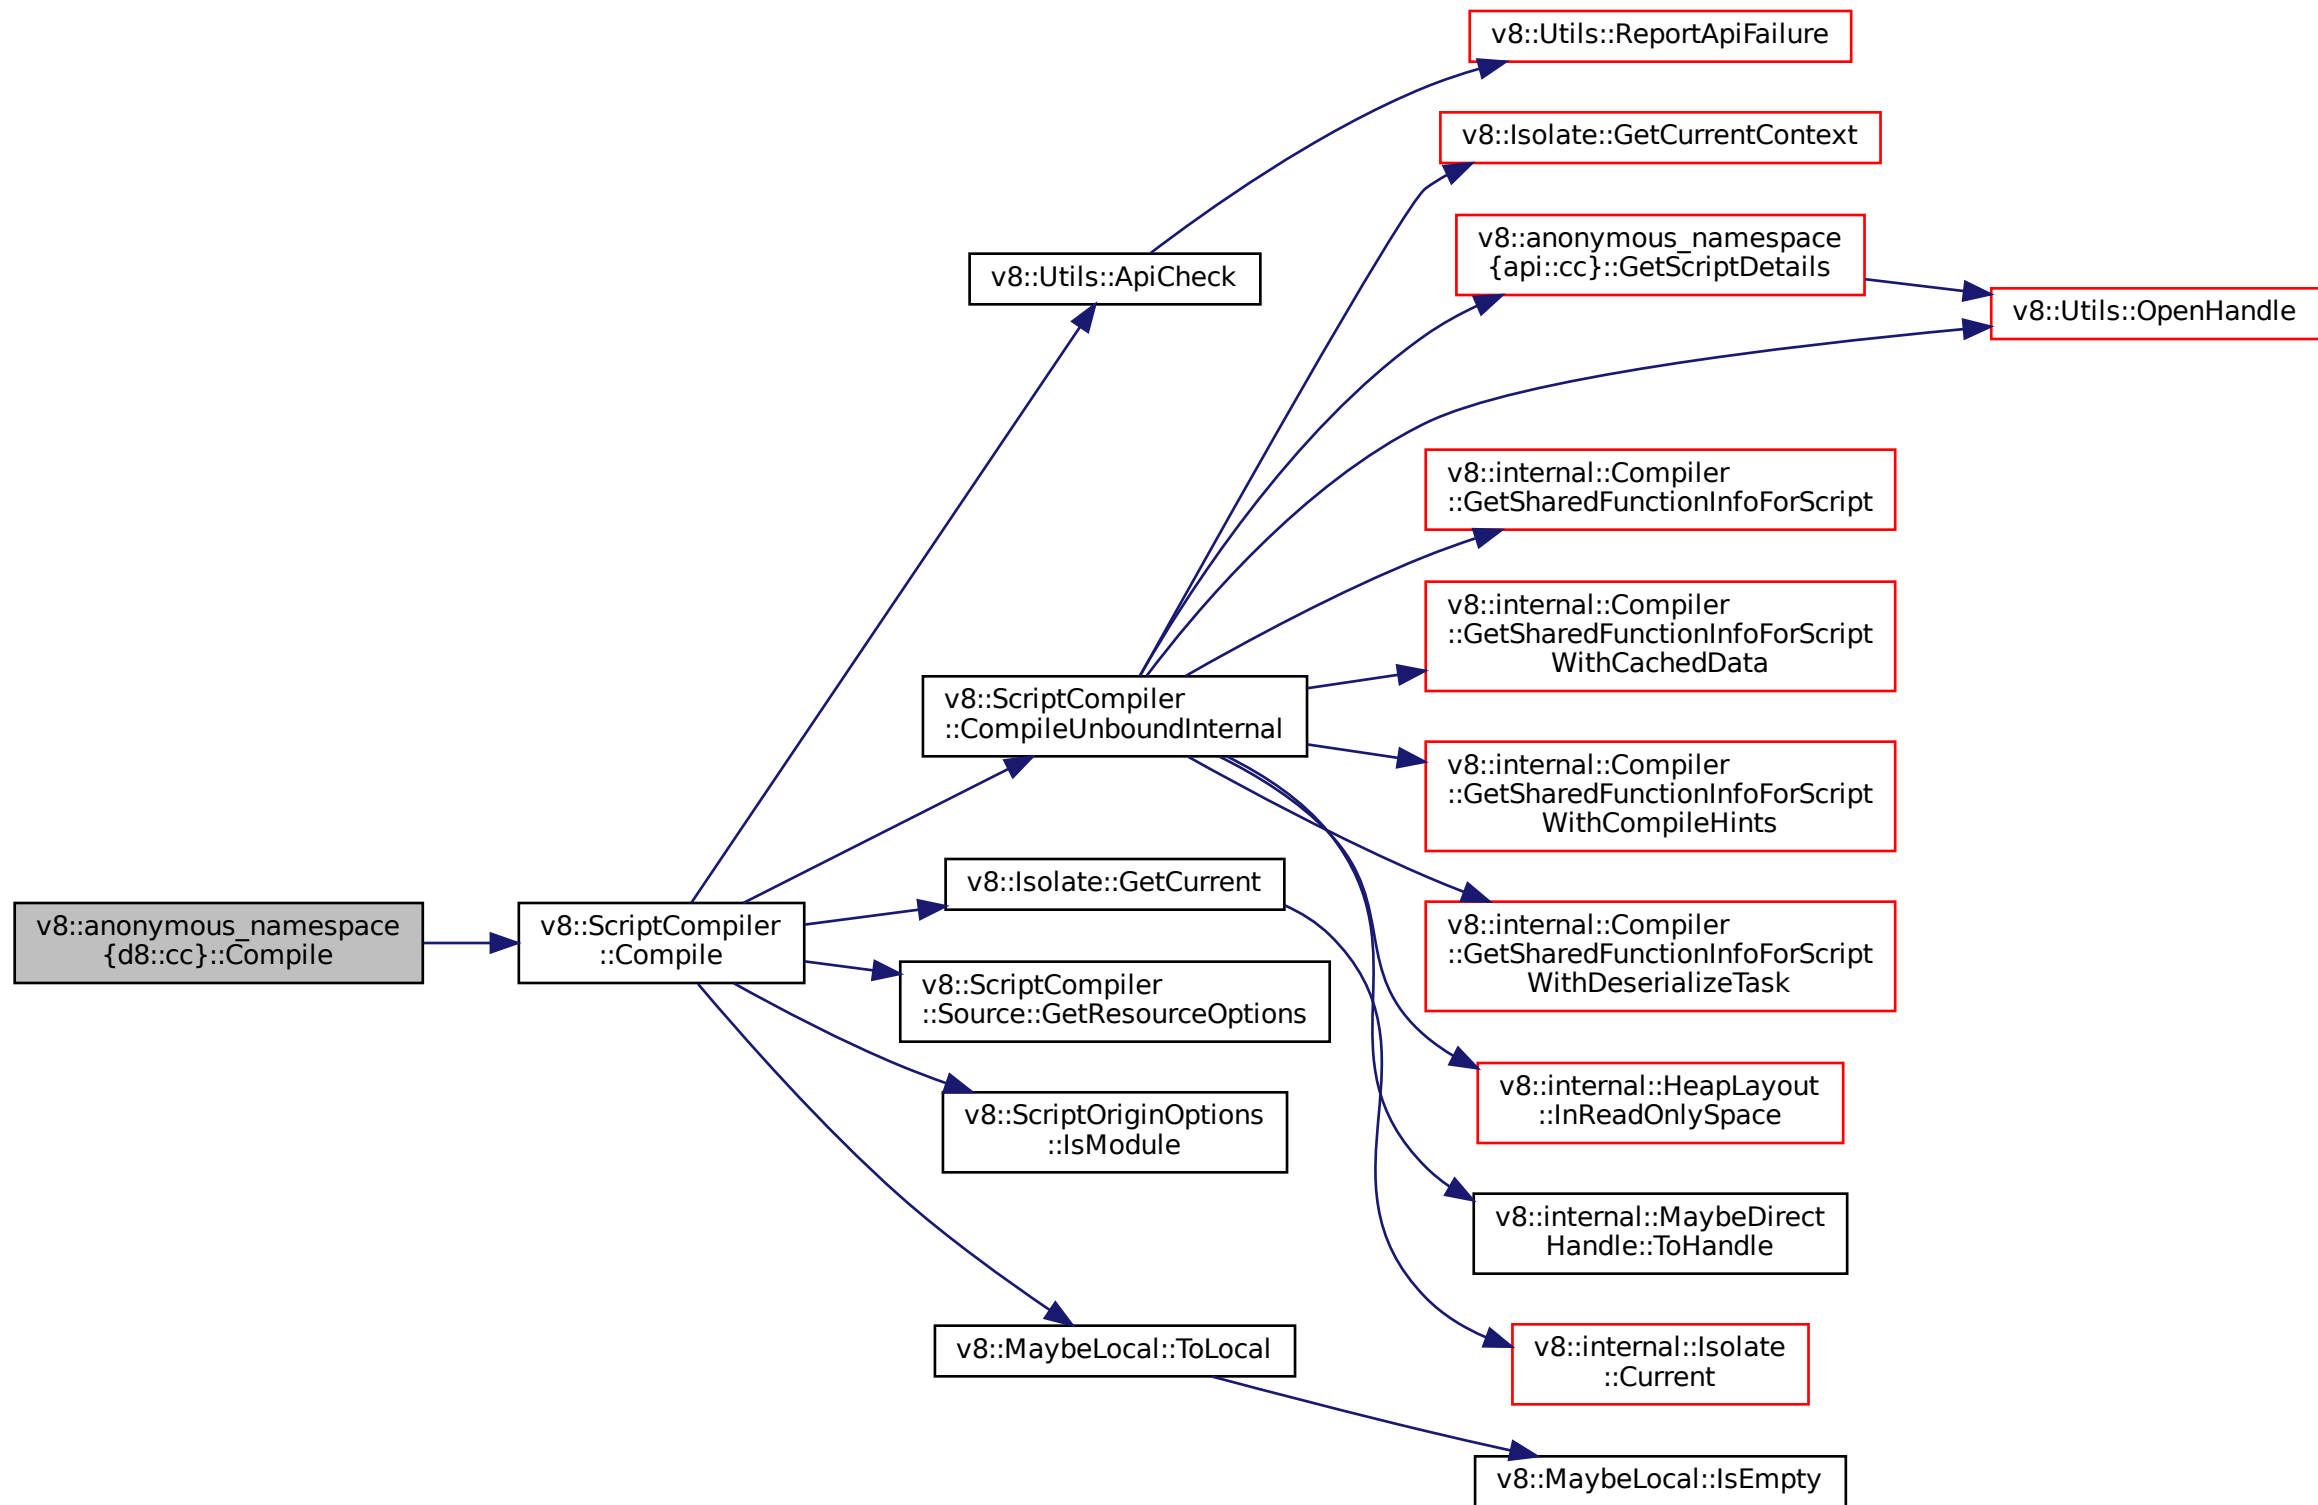 v8::Utils::ReportApiFailure
v8::Isolate::GetCurrentContext
v8::anonymous_namespace
{api::cc}::GetScriptDetails
v8::Utils::OpenHandle
v8::Utils::ApiCheck
v8::internal::Compiler
::GetSharedFunctionInfoForScript
v8::internal::Compiler
::GetSharedFunctionInfoForScript
WithCachedData
v8::ScriptCompiler
::CompileUnboundInternal
v8::internal::Compiler
::GetSharedFunctionInfoForScript
WithCompileHints
v8::Isolate::GetCurrent
v8::anonymous_namespace
{d8::cc}::Compile
v8::ScriptCompiler
::Compile
v8::internal::Compiler
::GetSharedFunctionInfoForScript
WithDeserializeTask
v8::ScriptCompiler
::Source::GetResourceOptions
v8::internal::HeapLayout
::InReadOnlySpace
v8::ScriptOriginOptions
::IsModule
v8::internal::MaybeDirect
Handle::ToHandle
v8::MaybeLocal::ToLocal
v8::internal::Isolate
::Current
v8::MaybeLocal::IsEmpty